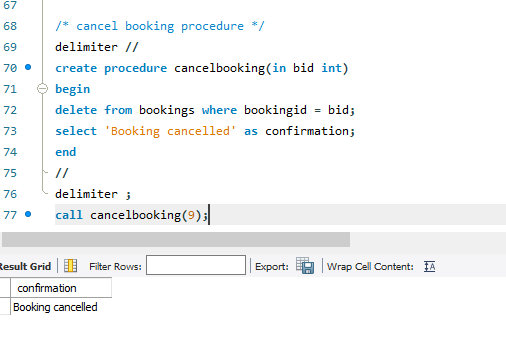 67
68 /* cancel booking procedure */
69 delimiter //
70 create procedure cancelbooking(in bid int)
71 begin
72 delete from bookings where bookingid = bid;
73 select 'Booking cancelled' as confirmation;
74 end
75 //
76 delimiter ;
77 call cancelbooking(9);
Result Grid Filter Rows: Export: Wrap Cell Content: IA
confirmation
Booking cancelled